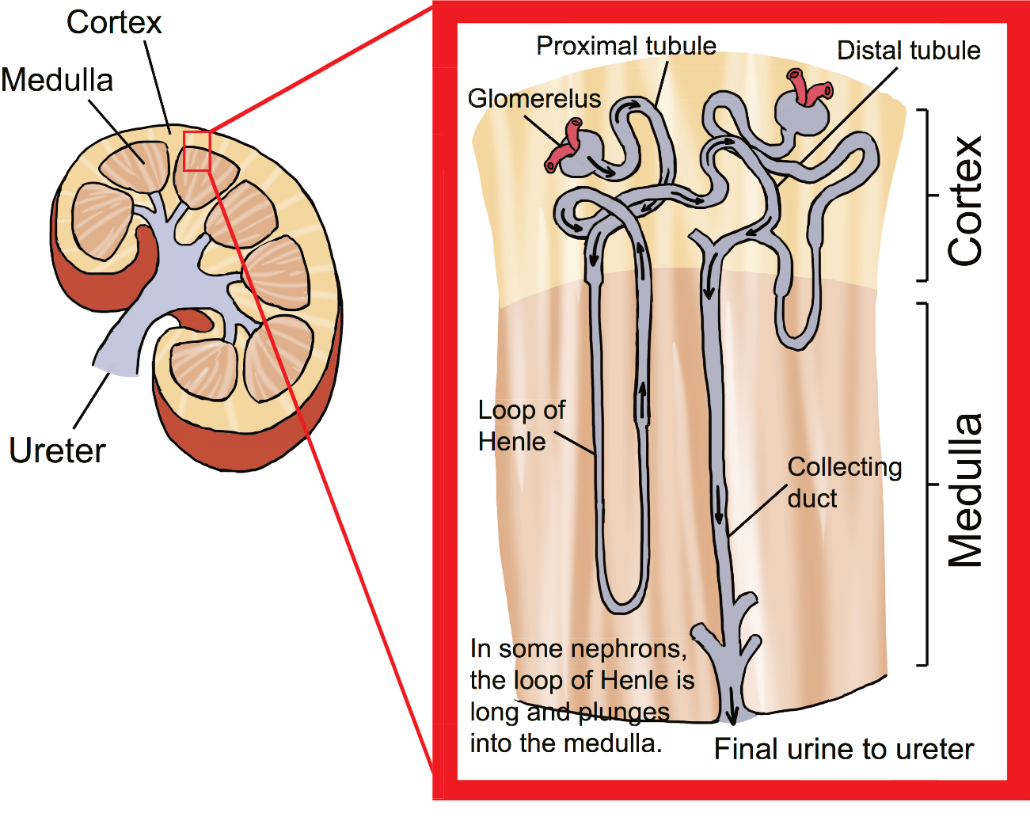 Cortex
Medulla
Ureter
Proximal tubule
Distal tubule
Glomerelus
Cortex
Loop of
Henle
Collecting
duct
Medulla
In some nephrons,
the loop of Henle is
long and plunges
into the medulla.
Final urine to ureter